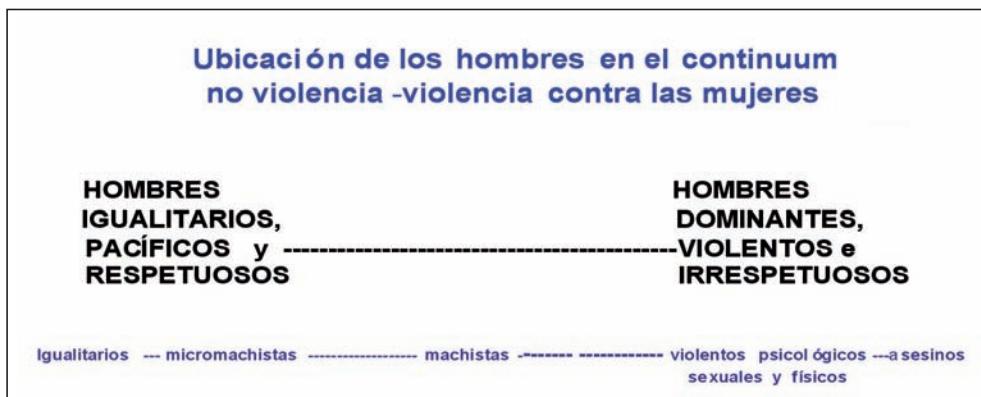 Ubicación de los hombres en el continuum
no violencia -violencia contra las mujeres
HOMBRES
IGUALITARIOS,
PACÍFICOS y
RESPETUOSOS
-------------------------------------------
HOMBRES
DOMINANTES,
VIOLENTOS e
IRRESPETUOSOS
Igualitarios --- micromachistas ------------------- machistas --------- ------------- violentos psicológicos ---asesinos
sexuales y físicos